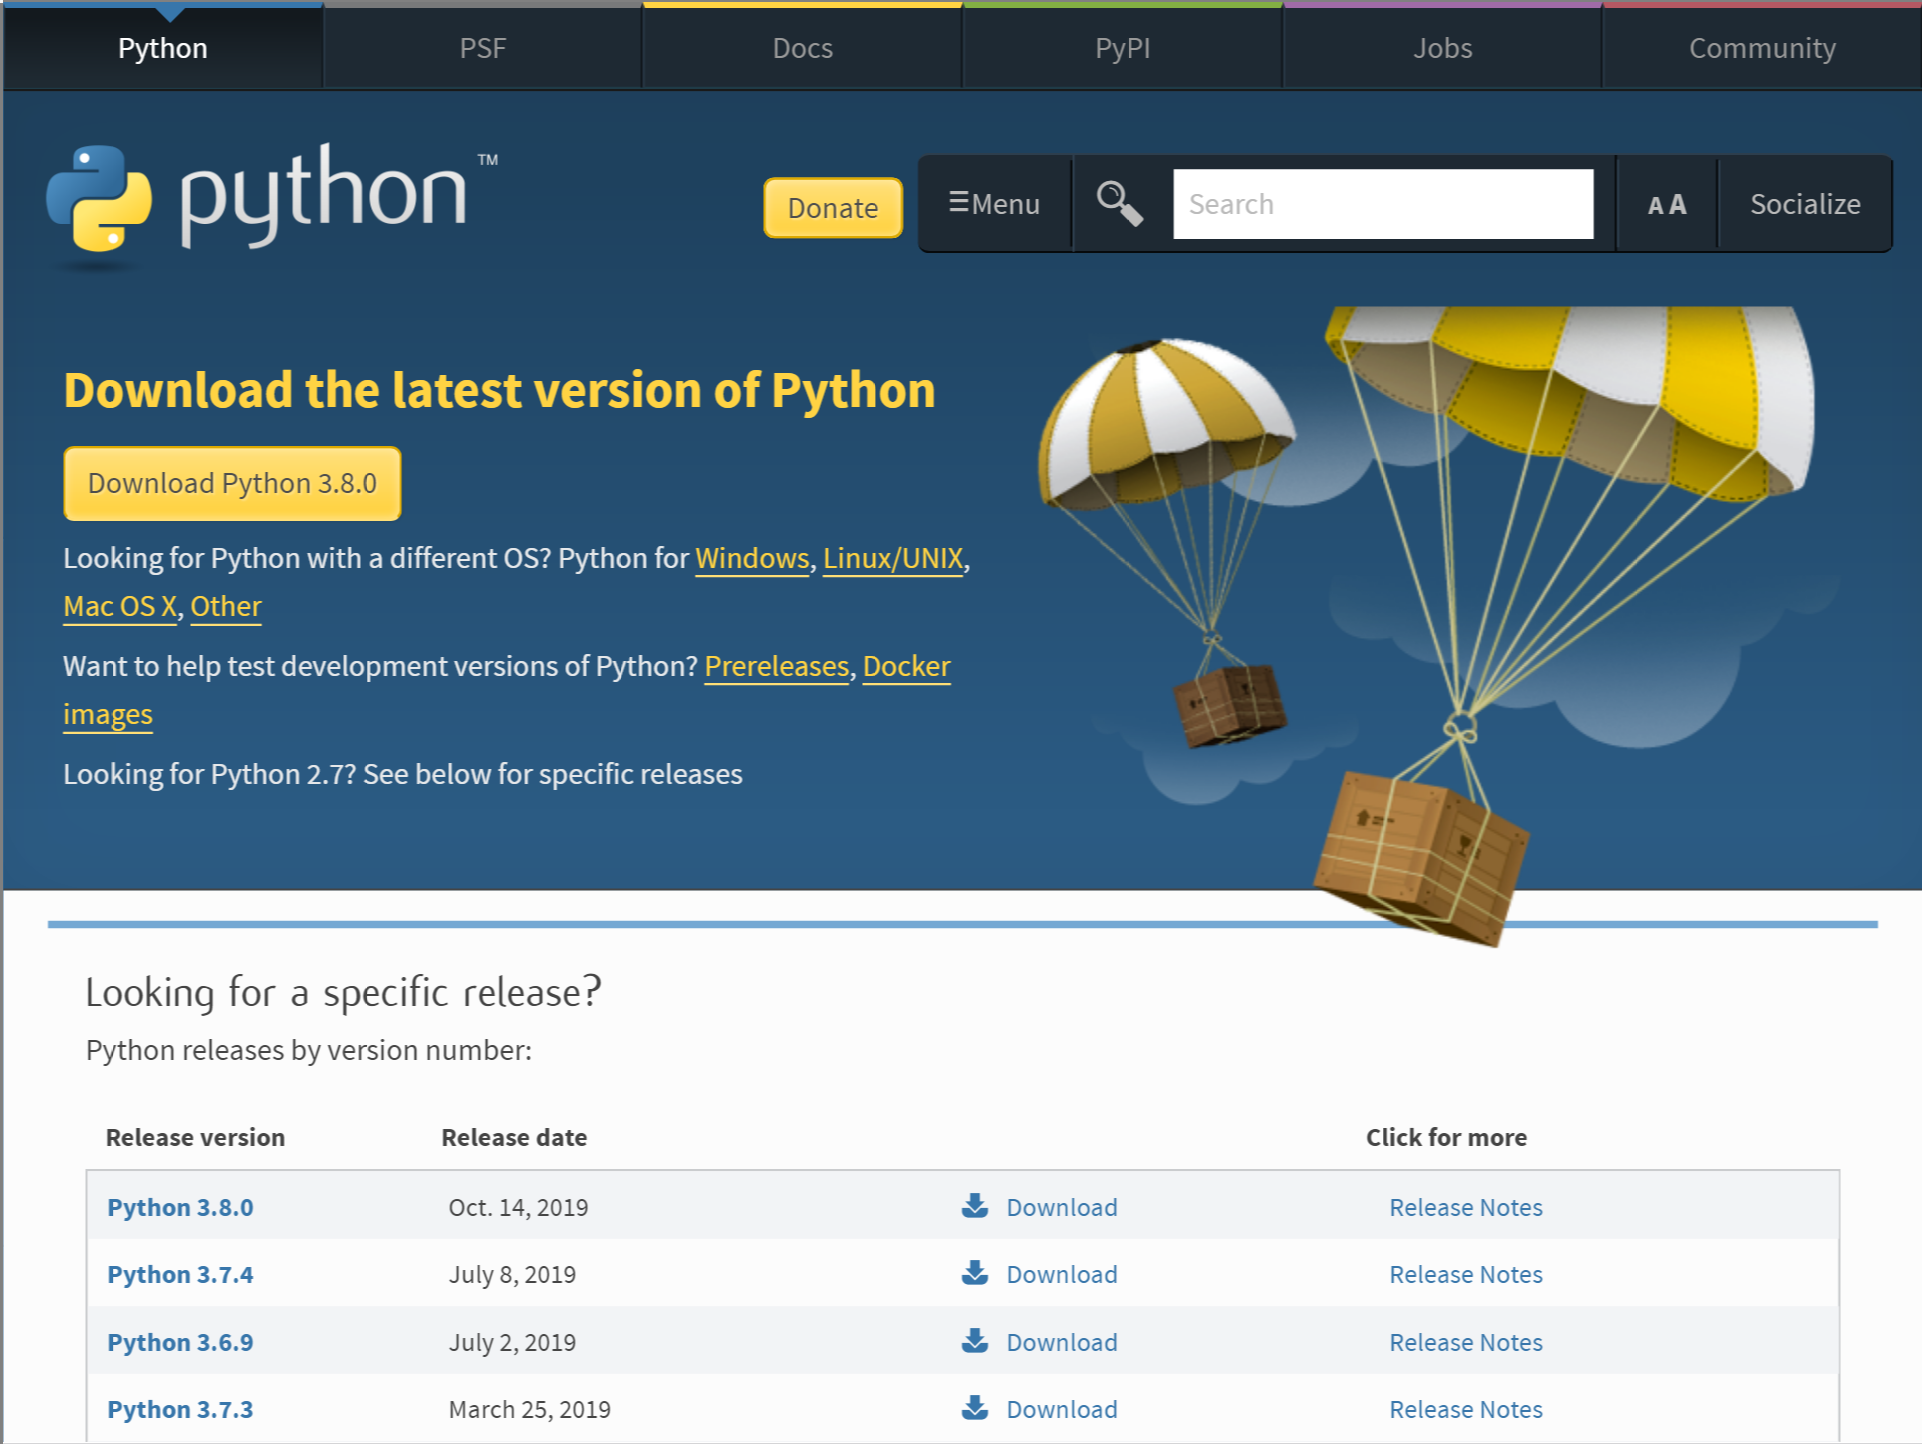 Python PSF Docs PyPI Jobs Community
python™
Donate ☰Menu Search A A Socialize
Download the latest version of Python
Download Python 3.8.0
Looking for Python with a different OS? Python for Windows, Linux/UNIX,
Mac OS X, Other
Want to help test development versions of Python? Prereleases, Docker
images
Looking for Python 2.7? See below for specific releases
Looking for a specific release?
Python releases by version number:
Release version Release date Click for more
Python 3.8.0 Oct. 14, 2019 Download Release Notes
Python 3.7.4 July 8, 2019 Download Release Notes
Python 3.6.9 July 2, 2019 Download Release Notes
Python 3.7.3 March 25, 2019 Download Release Notes